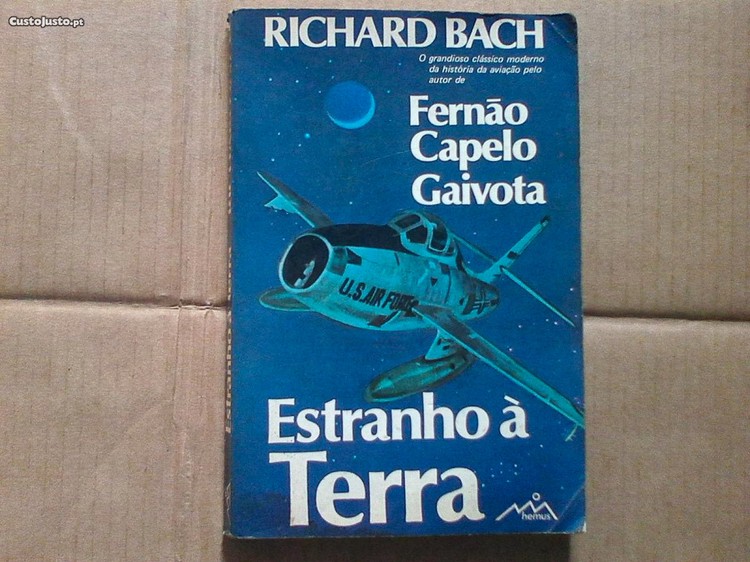 CustoJusto.pt
RICHARD BACH
O grandioso clássico moderno
da história da aviação pelo
autor de
Fernão
Capelo
Gaivota
U.S. AIR FORCE
Estranho à
Terra
hemus